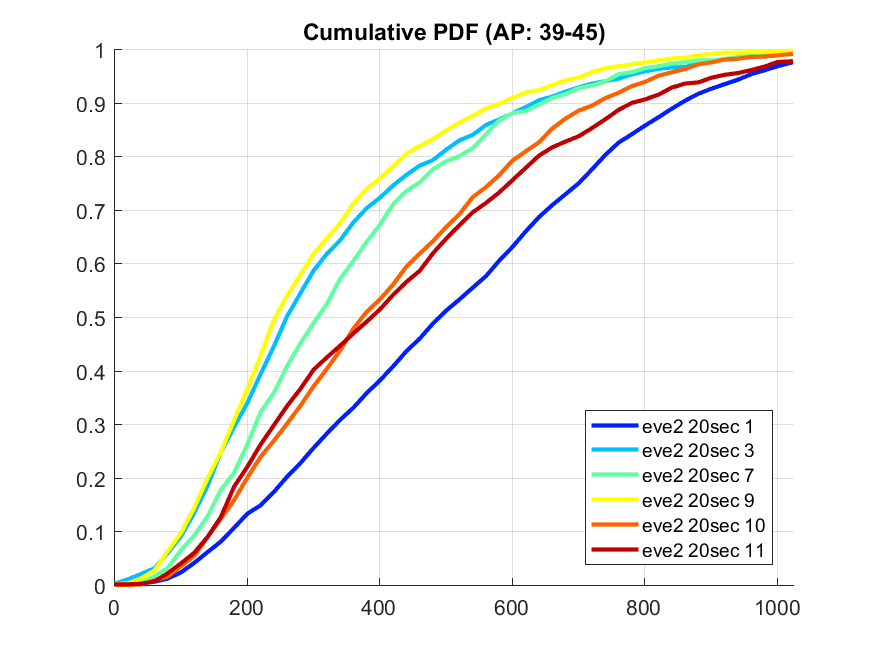 Cumulative PDF (AP: 39-45)
1
0.9
0.8
0.7
0.6
0.5
0.4
0.3
0.2
0.1
0
0 200 400 600 800 1000
eve2 20sec 1
eve2 20sec 3
eve2 20sec 7
eve2 20sec 9
eve2 20sec 10
eve2 20sec 11